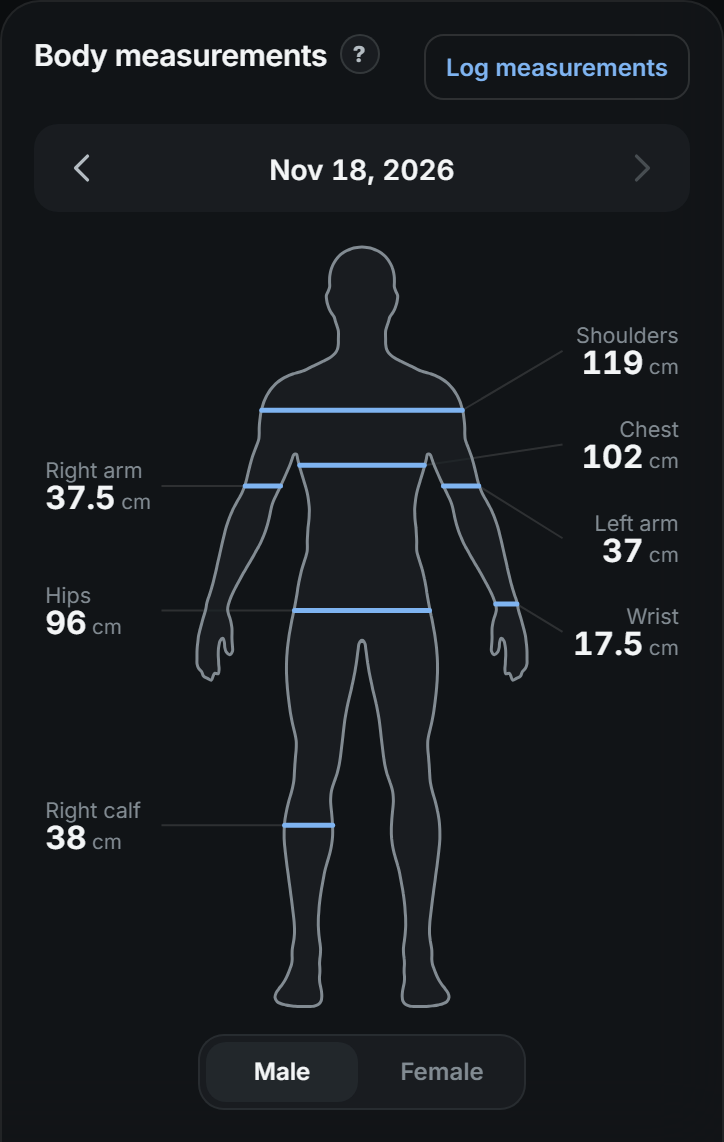 Body measurements ?
Log measurements
Nov 18, 2026
Shoulders
119 cm
Chest
102 cm
Right arm
37.5 cm
Left arm
37 cm
Hips
96 cm
Wrist
17.5 cm
Right calf
38 cm
Male Female